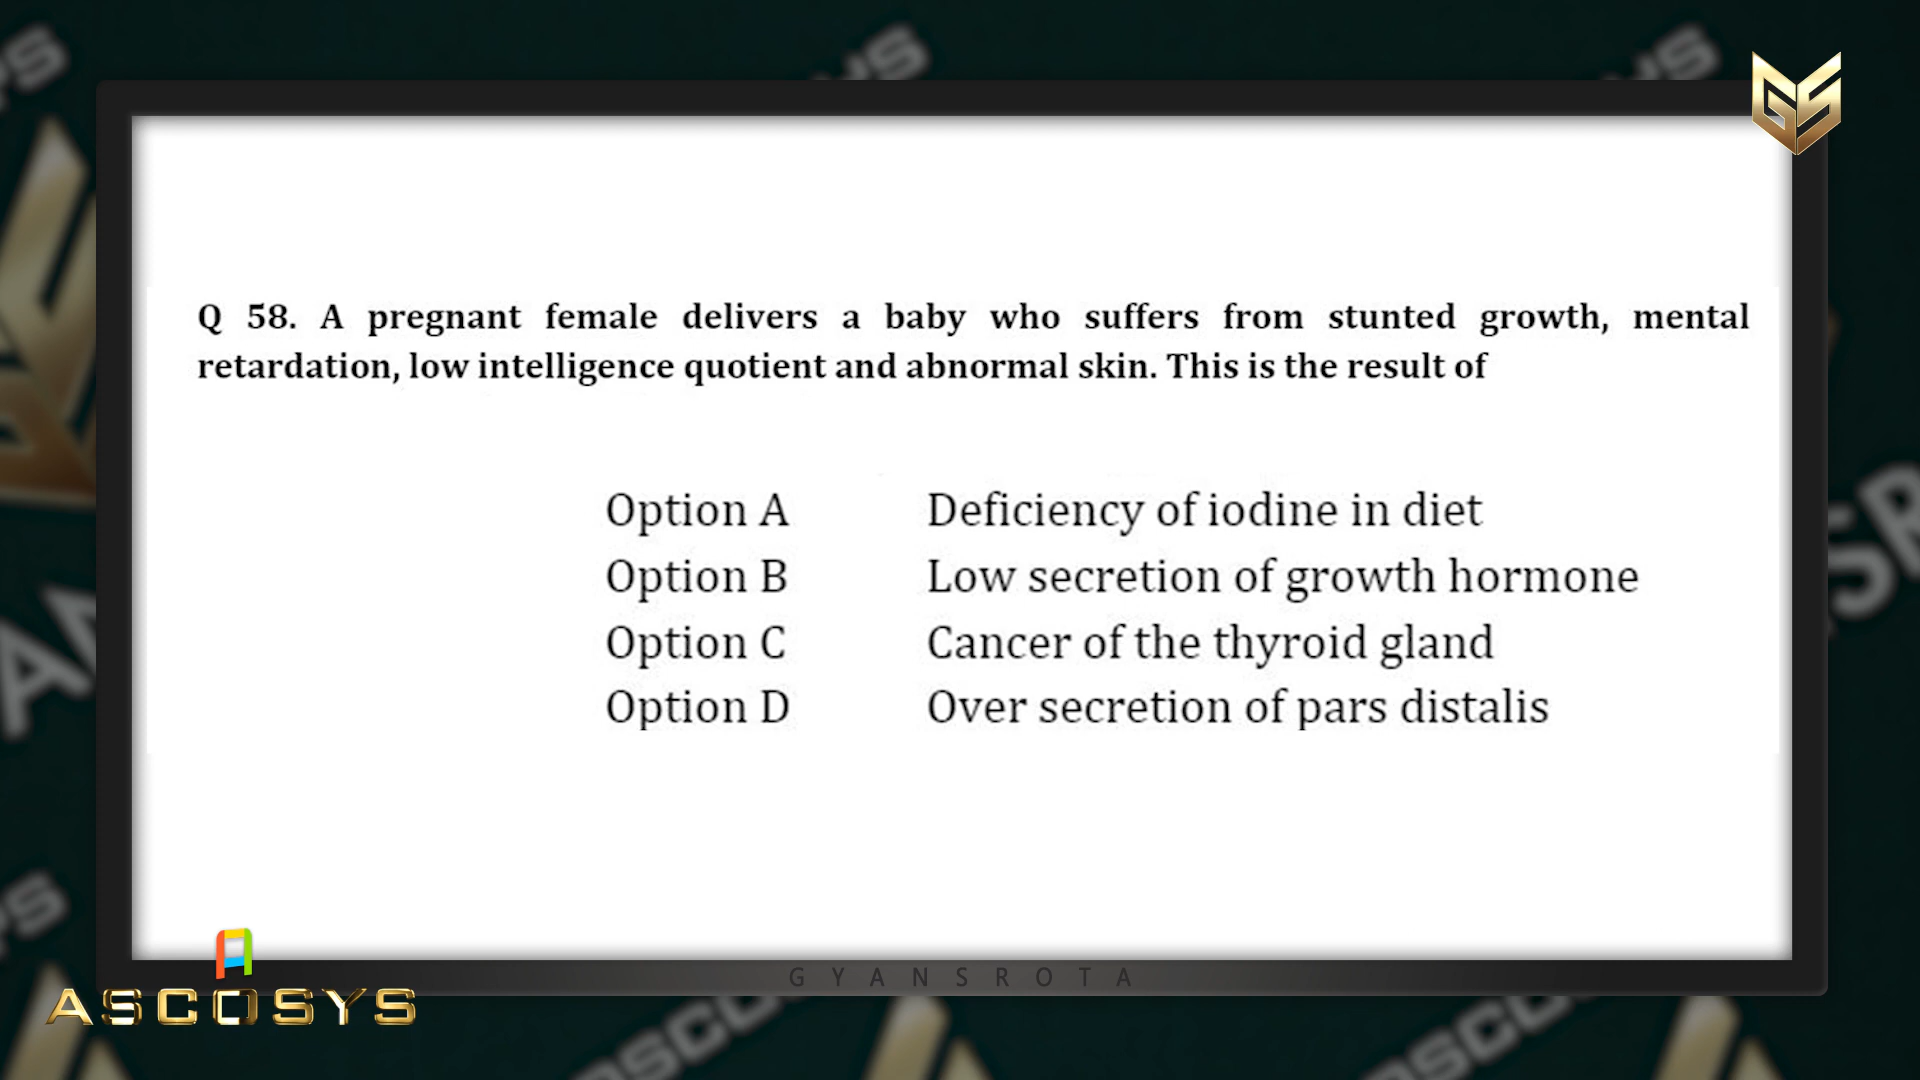 Q 58. A pregnant female delivers a baby who suffers from stunted growth, mental
retardation, low intelligence quotient and abnormal skin. This is the result of
Option A Deficiency of iodine in diet
Option B Low secretion of growth hormone
Option C Cancer of the thyroid gland
Option D Over secretion of pars distalis
GYANSROTA
ASCOSYS
GS